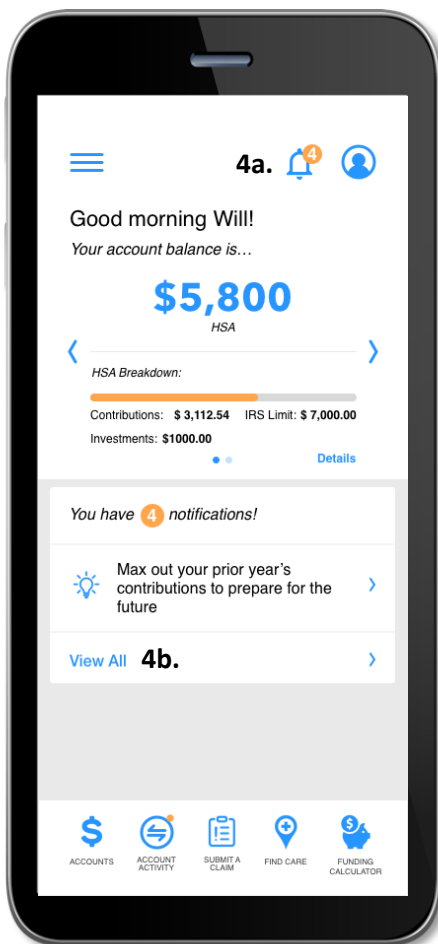 4a. 4
Good morning Will!
Your account balance is...
$5,800
HSA
HSA Breakdown:
Contributions: $ 3,112.54 IRS Limit: $ 7,000.00
Investments: $1000.00
Details
You have 4 notifications!
Max out your prior year's
contributions to prepare for the
future
View All 4b.
$ $
ACCOUNTS ACCOUNT SUBMIT A FIND CARE FUNDING
ACTIVITY CLAIM CALCULATOR